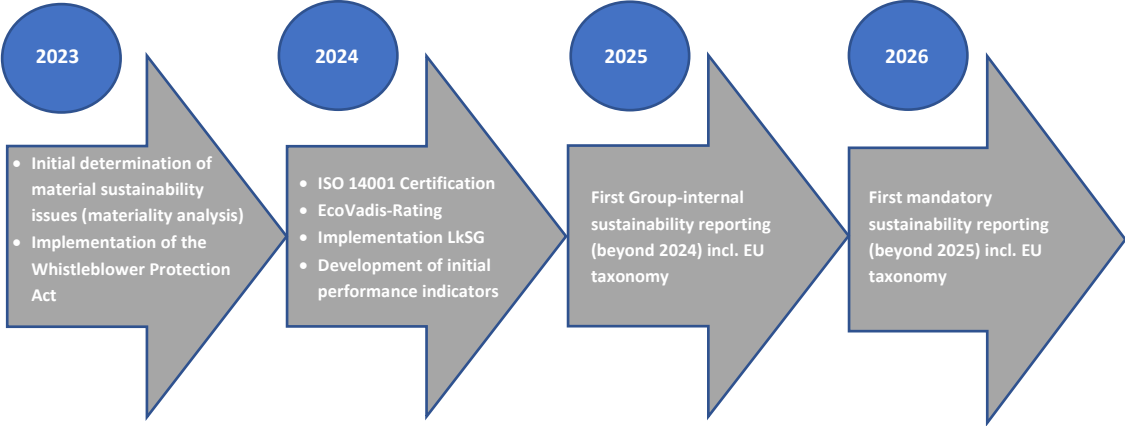 2023
2024
2025
2026
• Initial determination of
material sustainability
issues (materiality analysis)
• Implementation of the
Whistleblower Protection
Act
• ISO 14001 Certification
• EcoVadis-Rating
• Implementation LkSG
• Development of initial
performance indicators
First Group-internal
sustainability reporting
(beyond 2024) incl. EU
taxonomy
First mandatory
sustainability reporting
(beyond 2025) incl. EU
taxonomy